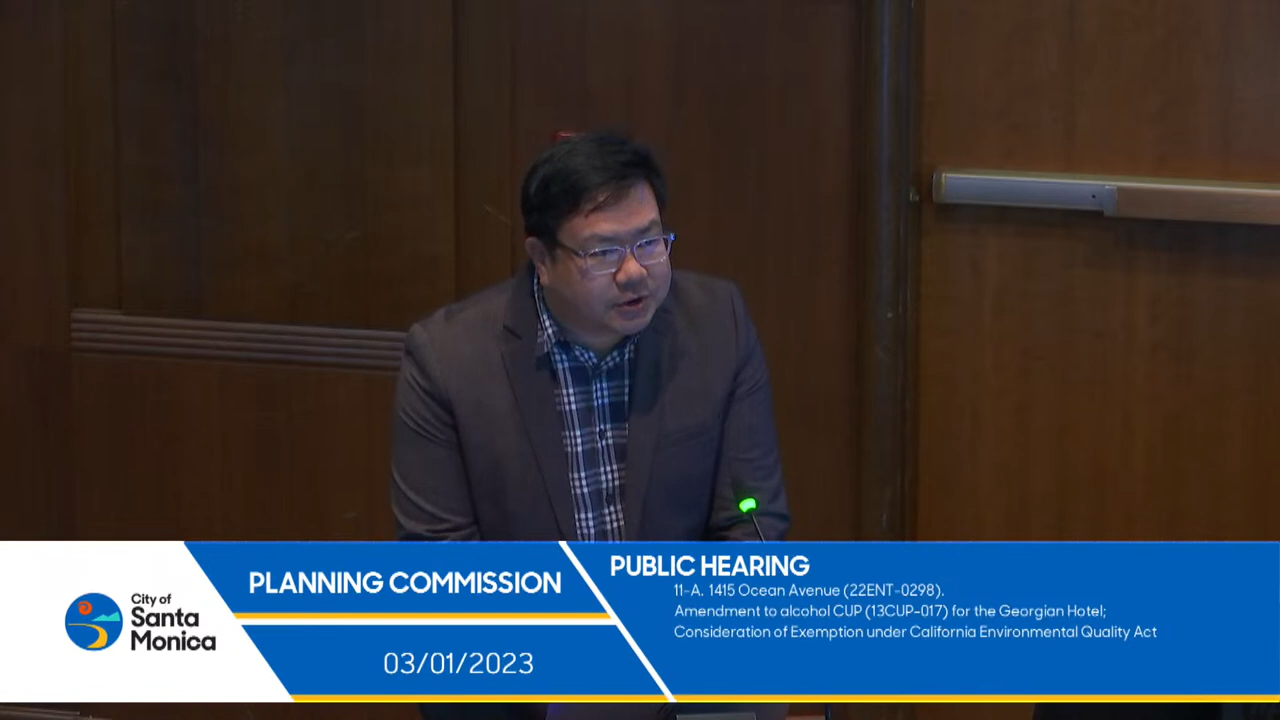 City of
Santa
Monica
PLANNING COMMISSION
03/01/2023
PUBLIC HEARING
11-A. 1415 Ocean Avenue (22ENT-0298).
Amendment to alcohol CUP (13CUP-017) for the Georgian Hotel;
Consideration of Exemption under California Environmental Quality Act